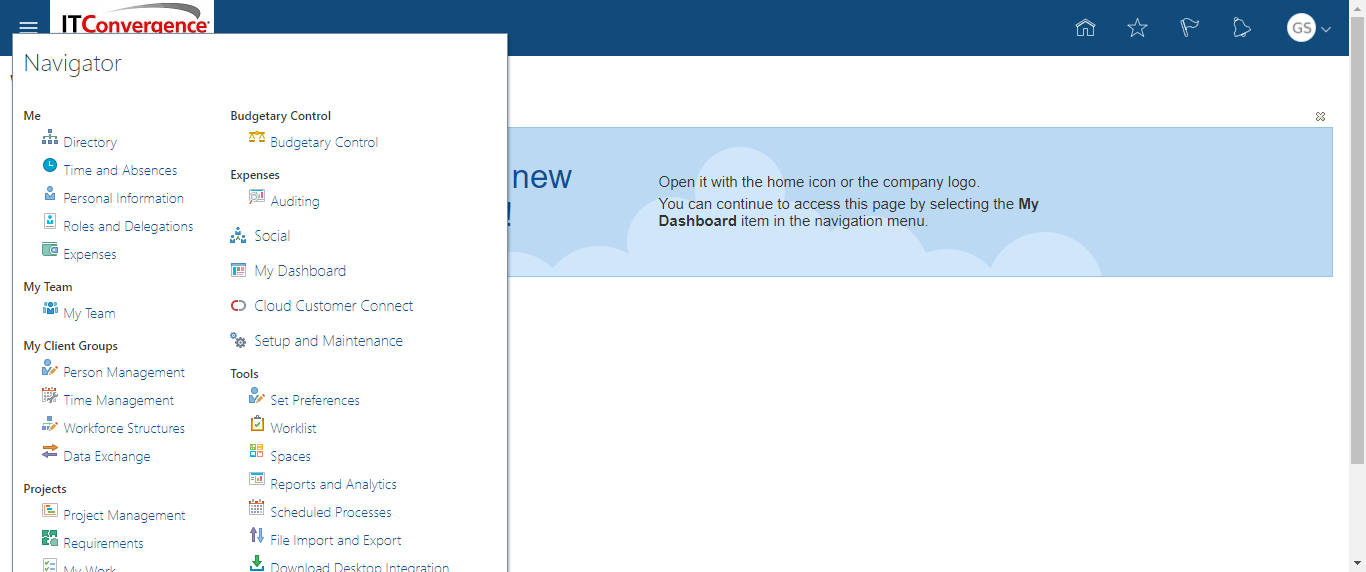 ITConvergence
GS
Navigator
Me
Directory
Time and Absences
Personal Information
Roles and Delegations
Expenses
My Team
My Team
My Client Groups
Person Management
Time Management
Workforce Structures
Data Exchange
Projects
Project Management
Requirements
My Work
Budgetary Control
Budgetary Control
Expenses
Auditing
Social
My Dashboard
Cloud Customer Connect
Setup and Maintenance
Tools
Set Preferences
Worklist
Spaces
Reports and Analytics
Scheduled Processes
File Import and Export
Download Desktop Integration
new
!
Open it with the home icon or the company logo.
You can continue to access this page by selecting the My
Dashboard item in the navigation menu.